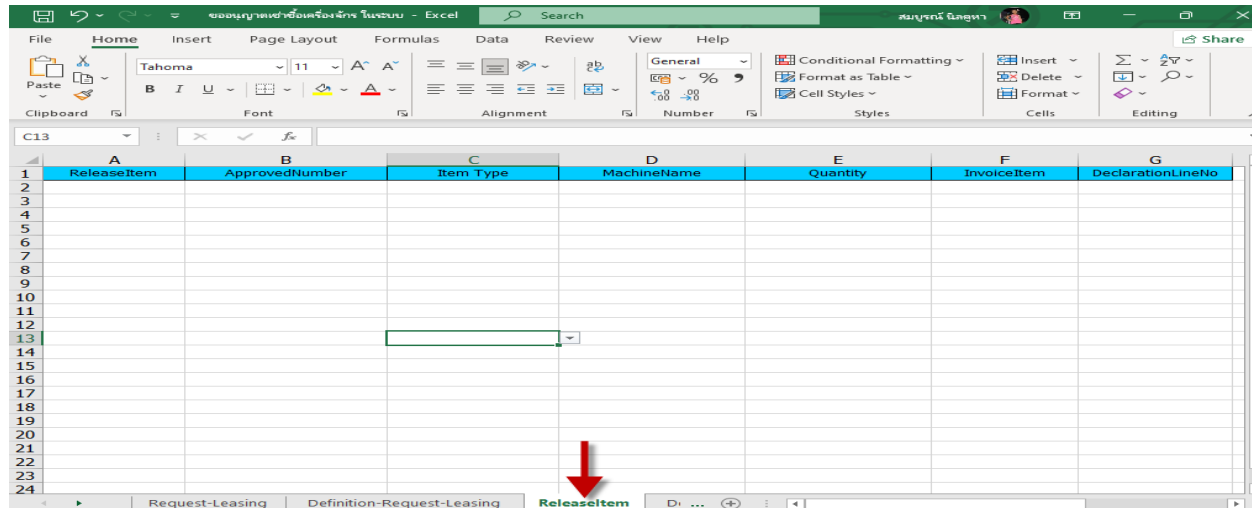 ขออนุญาตเช่าซื้อเครื่องจักร ในระบบ - Excel Search สมบูรณ์ นิลคูหา
File Home Insert Page Layout Formulas Data Review View Help Share
Tahoma 11 A A ab General Conditional Formatting Insert Σ
Paste % Format as Table Delete
B I U A Cell Styles Format
Clipboard Font Alignment Number Styles Cells Editing
C13 fx
A B C D E F G
1 ReleaseItem ApprovedNumber Item Type MachineName Quantity InvoiceItem DeclarationLineNo
2
3
4
5
6
7
8
9
10
11
12
13
14
15
16
17
18
19
20
21
22
23
24
Request-Leasing Definition-Request-Leasing ReleaseItem ...